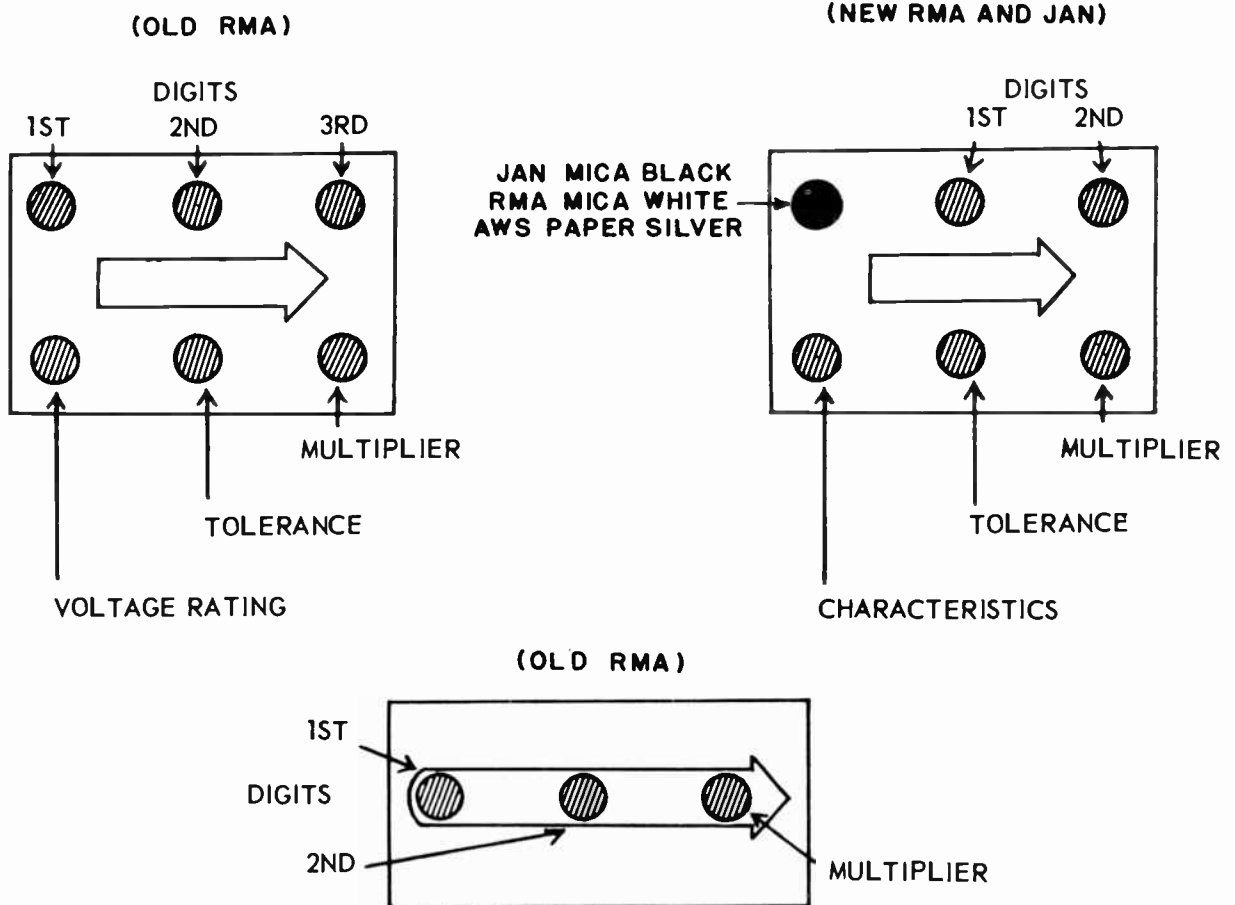 (OLD RMA)
DIGITS
1ST 2ND 3RD
MULTIPLIER
TOLERANCE
VOLTAGE RATING
(NEW RMA AND JAN)
DIGITS
1ST 2ND
JAN MICA BLACK
RMA MICA WHITE
AWS PAPER SILVER
MULTIPLIER
TOLERANCE
CHARACTERISTICS
(OLD RMA)
1ST
DIGITS
2ND
MULTIPLIER